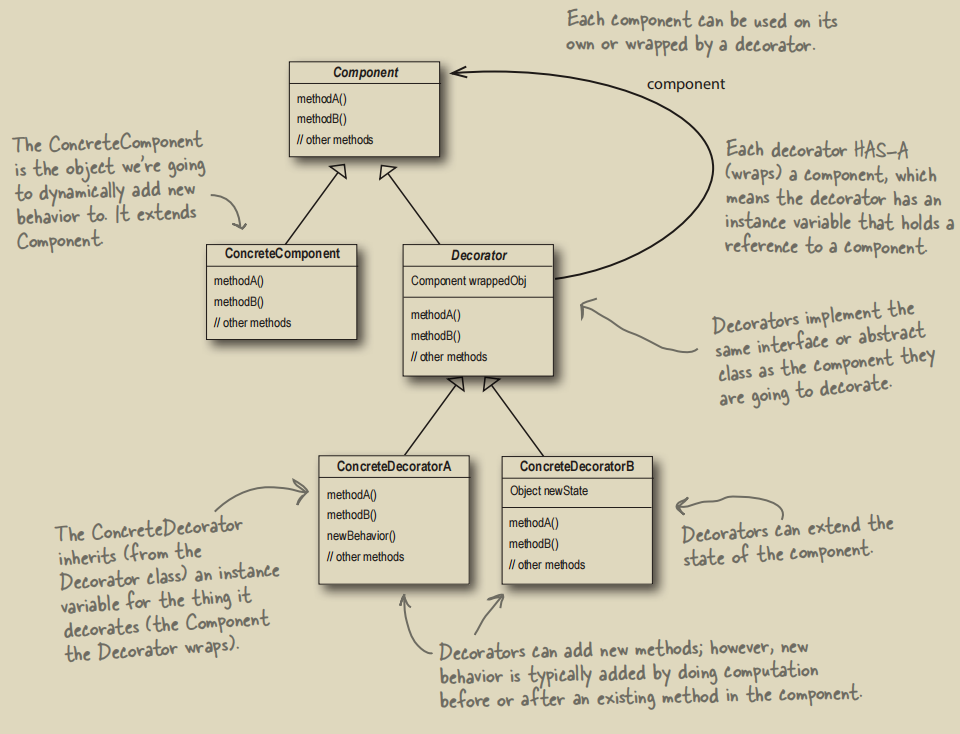 Each component can be used on its
own or wrapped by a decorator.
Component
methodA()
methodB()
// other methods
component
The ConcreteComponent
is the object we're going
to dynamically add new
behavior to. It extends
Component.
Each decorator HAS-A
(wraps) a component, which
means the decorator has an
instance variable that holds
a reference to a component.
ConcreteComponent
methodA()
methodB()
// other methods
Decorator
Component wrappedObj
methodA()
methodB()
// other methods
Decorators implement the
same interface or abstract
class as the component they
are going to decorate.
ConcreteDecoratorA
methodA()
methodB()
newBehavior()
// other methods
ConcreteDecoratorB
Object newState
methodA()
methodB()
// other methods
The ConcreteDecorator
inherits (from the
Decorator class) an instance
variable for the thing it
decorates (the Component
the Decorator wraps).
Decorators can extend the
state of the component.
Decorators can add new methods; however, new
behavior is typically added by doing computation
before or after an existing method in the component.